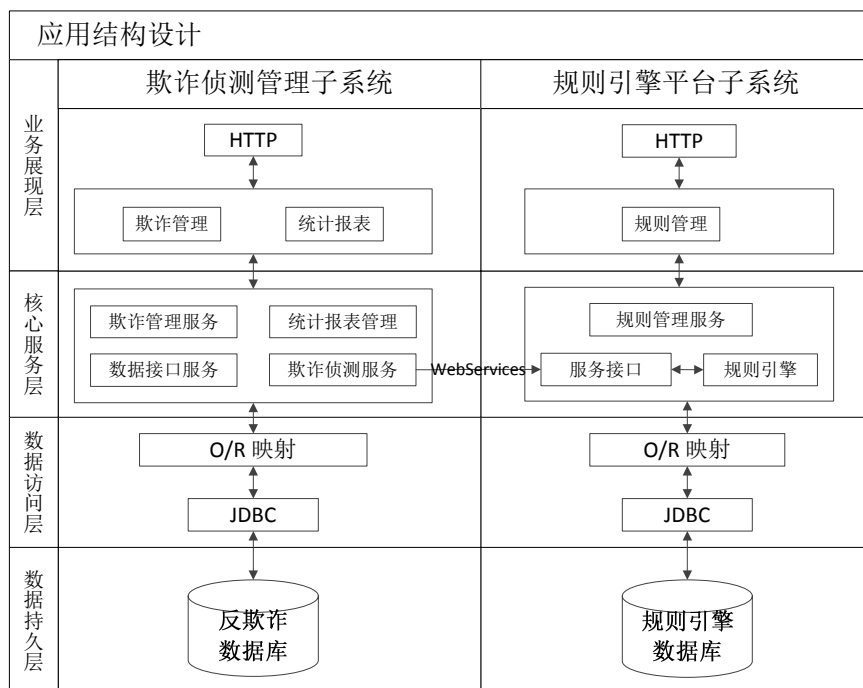 应用结构设计
欺诈侦测管理子系统
规则引擎平台子系统
业务展现层
HTTP
HTTP
欺诈管理
统计报表
规则管理
核心服务层
欺诈管理服务
统计报表管理
规则管理服务
数据接口服务
欺诈侦测服务
WebServices
服务接口
规则引擎
数据访问层
O/R 映射
O/R 映射
JDBC
JDBC
数据持久层
反欺诈
数据库
规则引擎
数据库